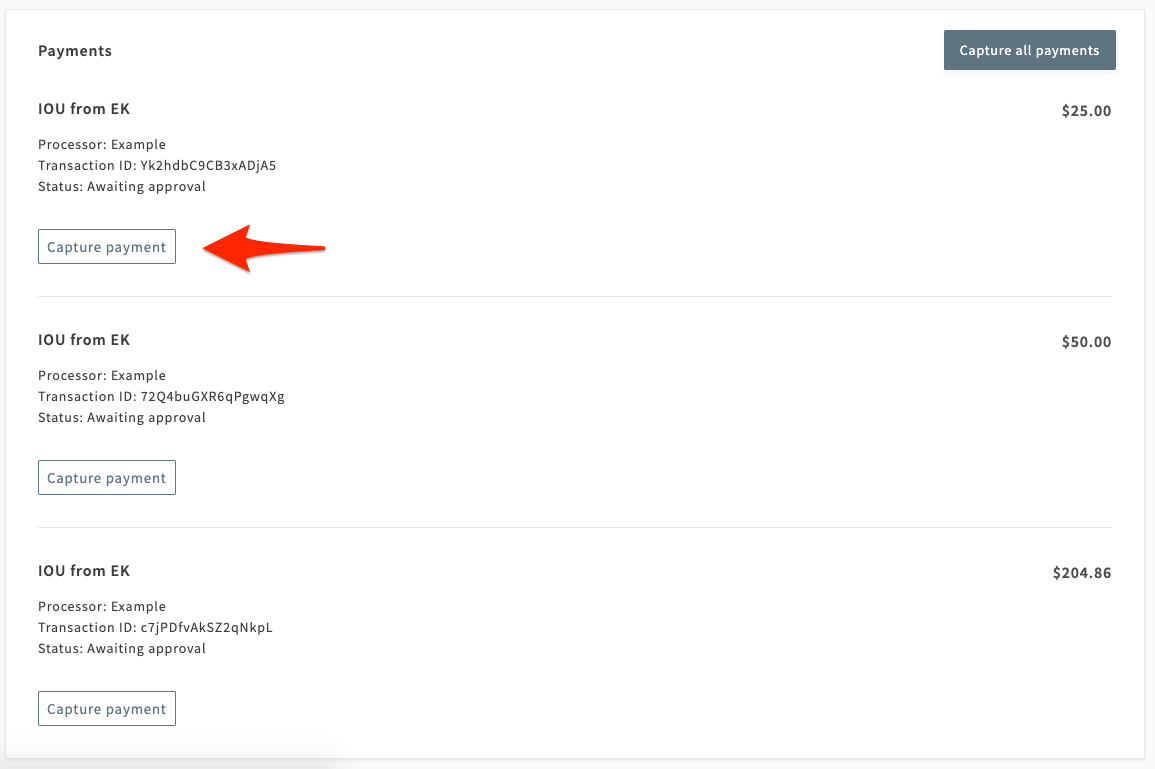 Payments
Capture all payments
IOU from EK
$25.00
Processor: Example
Transaction ID: Yk2hdbC9CB3xADjA5
Status: Awaiting approval
Capture payment
IOU from EK
$50.00
Processor: Example
Transaction ID: 72Q4buGXR6qPgwqXg
Status: Awaiting approval
Capture payment
IOU from EK
$204.86
Processor: Example
Transaction ID: c7jPDfvAkSZ2qNkpL
Status: Awaiting approval
Capture payment